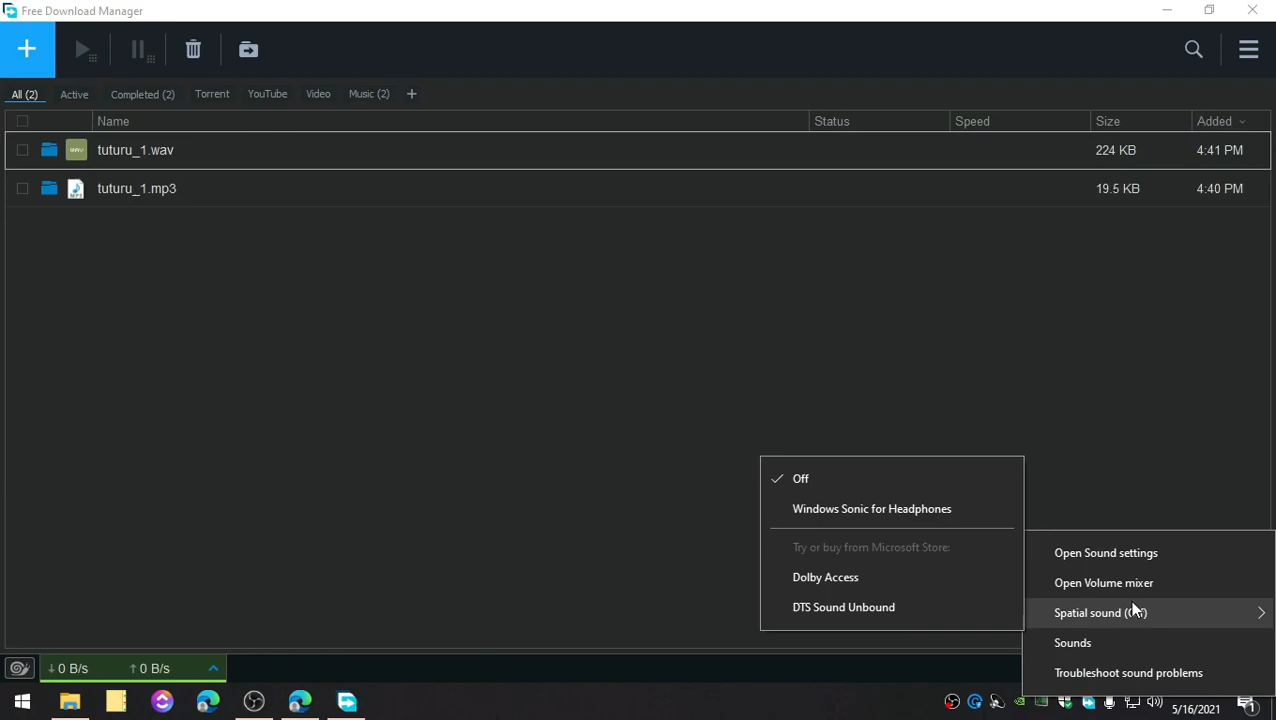 Free Download Manager
All (2) Active Completed (2) Torrent YouTube Video Music (2)
Name Status Speed Size Added
tuturu_1.wav 224 KB 4:41 PM
tuturu_1.mp3 19.5 KB 4:40 PM
Off
Windows Sonic for Headphones
Try or buy from Microsoft Store:
Dolby Access
DTS Sound Unbound
Open Sound settings
Open Volume mixer
Spatial sound (Off)
Sounds
Troubleshoot sound problems
↓0 B/s ↑0 B/s
5/16/2021 1